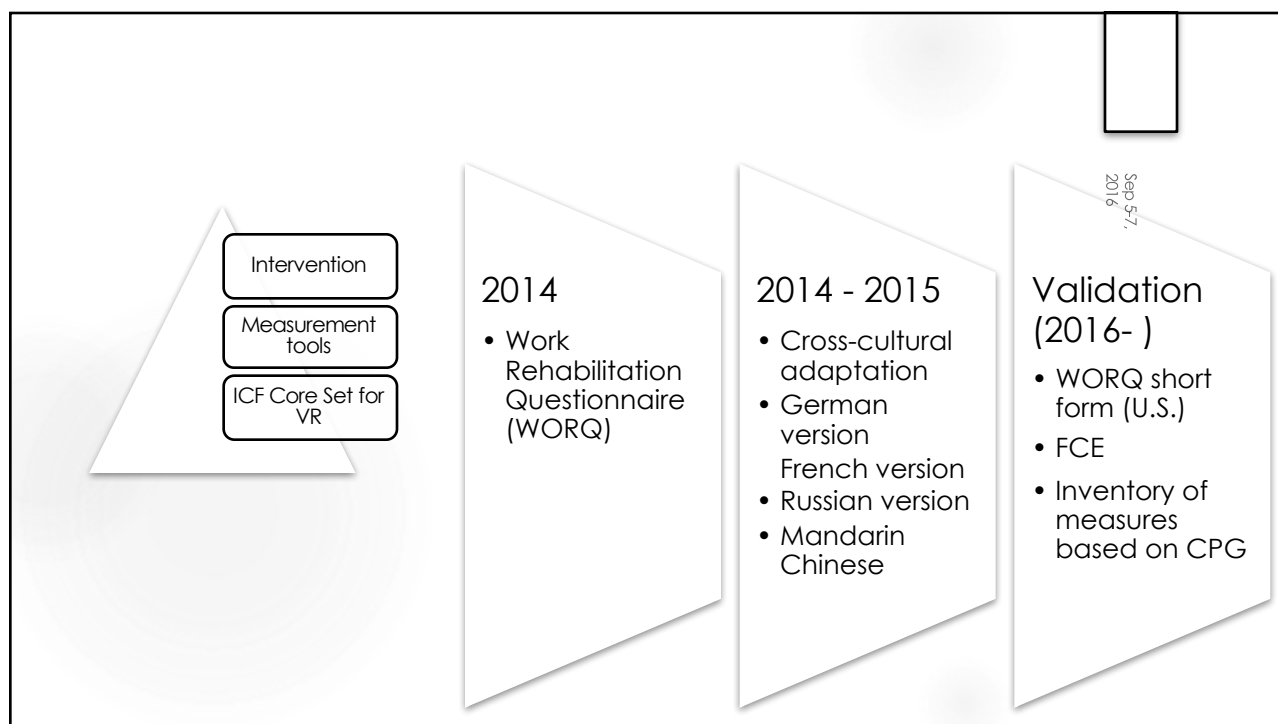 Sep 5-7,
2016
Intervention
Measurement
tools
ICF Core Set for
VR
2014
• Work
Rehabilitation
Questionnaire
(WORQ)
2014 - 2015
• Cross-cultural
adaptation
• German
version
French version
• Russian version
• Mandarin
Chinese
Validation
(2016- )
• WORQ short
form (U.S.)
• FCE
• Inventory of
measures
based on CPG